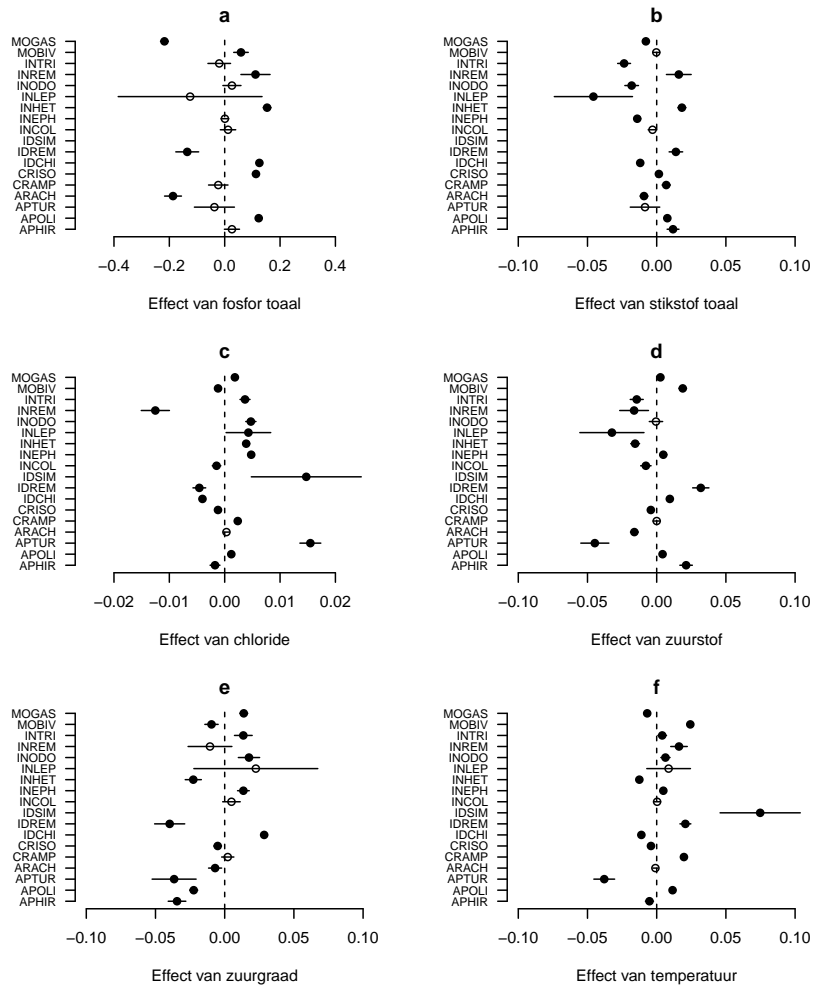 a
MOGAS
MOBIV
INTRI
INREM
INODO
INLEP
INHET
INEPH
INCOL
IDSIM
IDREM
IDCHI
CRISO
CRAMP
ARACH
APTUR
APOLI
APHIR
−0.4 −0.2 0.0 0.2 0.4
Effect van fosfor toaal
b
MOGAS
MOBIV
INTRI
INREM
INODO
INLEP
INHET
INEPH
INCOL
IDSIM
IDREM
IDCHI
CRISO
CRAMP
ARACH
APTUR
APOLI
APHIR
−0.10 −0.05 0.00 0.05 0.10
Effect van stikstof toaal
c
MOGAS
MOBIV
INTRI
INREM
INODO
INLEP
INHET
INEPH
INCOL
IDSIM
IDREM
IDCHI
CRISO
CRAMP
ARACH
APTUR
APOLI
APHIR
−0.02 −0.01 0.00 0.01 0.02
Effect van chloride
d
MOGAS
MOBIV
INTRI
INREM
INODO
INLEP
INHET
INEPH
INCOL
IDSIM
IDREM
IDCHI
CRISO
CRAMP
ARACH
APTUR
APOLI
APHIR
−0.10 −0.05 0.00 0.05 0.10
Effect van zuurstof
e
MOGAS
MOBIV
INTRI
INREM
INODO
INLEP
INHET
INEPH
INCOL
IDSIM
IDREM
IDCHI
CRISO
CRAMP
ARACH
APTUR
APOLI
APHIR
−0.10 −0.05 0.00 0.05 0.10
Effect van zuurgraad
f
MOGAS
MOBIV
INTRI
INREM
INODO
INLEP
INHET
INEPH
INCOL
IDSIM
IDREM
IDCHI
CRISO
CRAMP
ARACH
APTUR
APOLI
APHIR
−0.10 −0.05 0.00 0.05 0.10
Effect van temperatuur